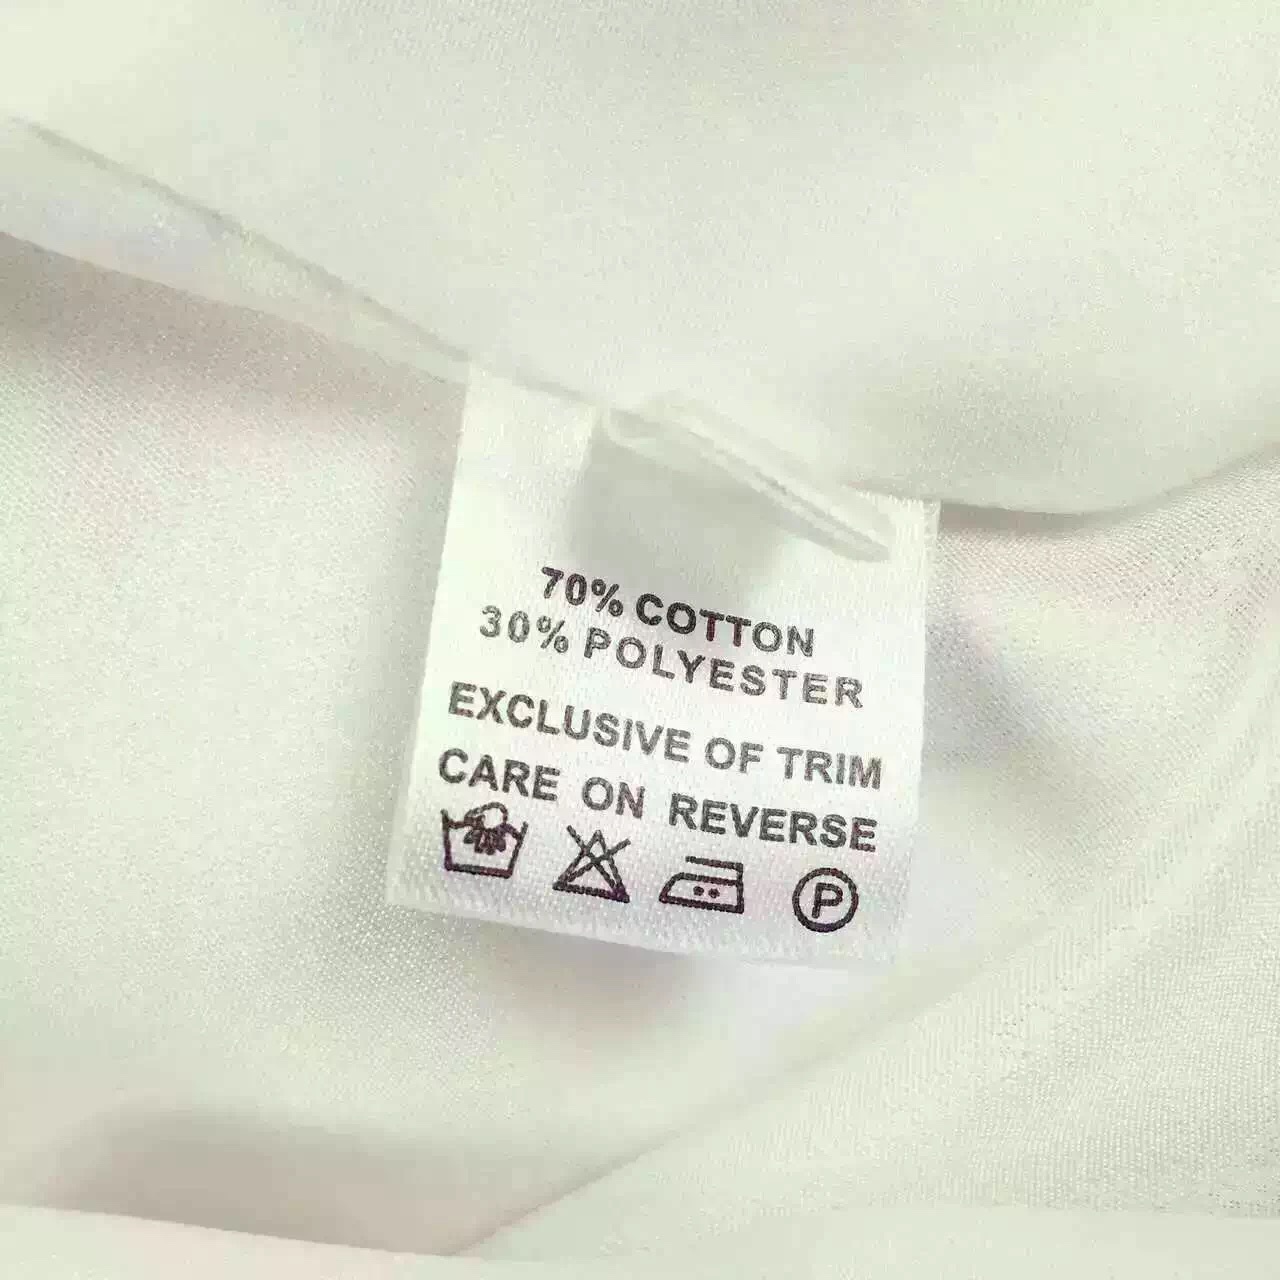 70% COTTON
30% POLYESTER
EXCLUSIVE OF TRIM
CARE ON REVERSE
P